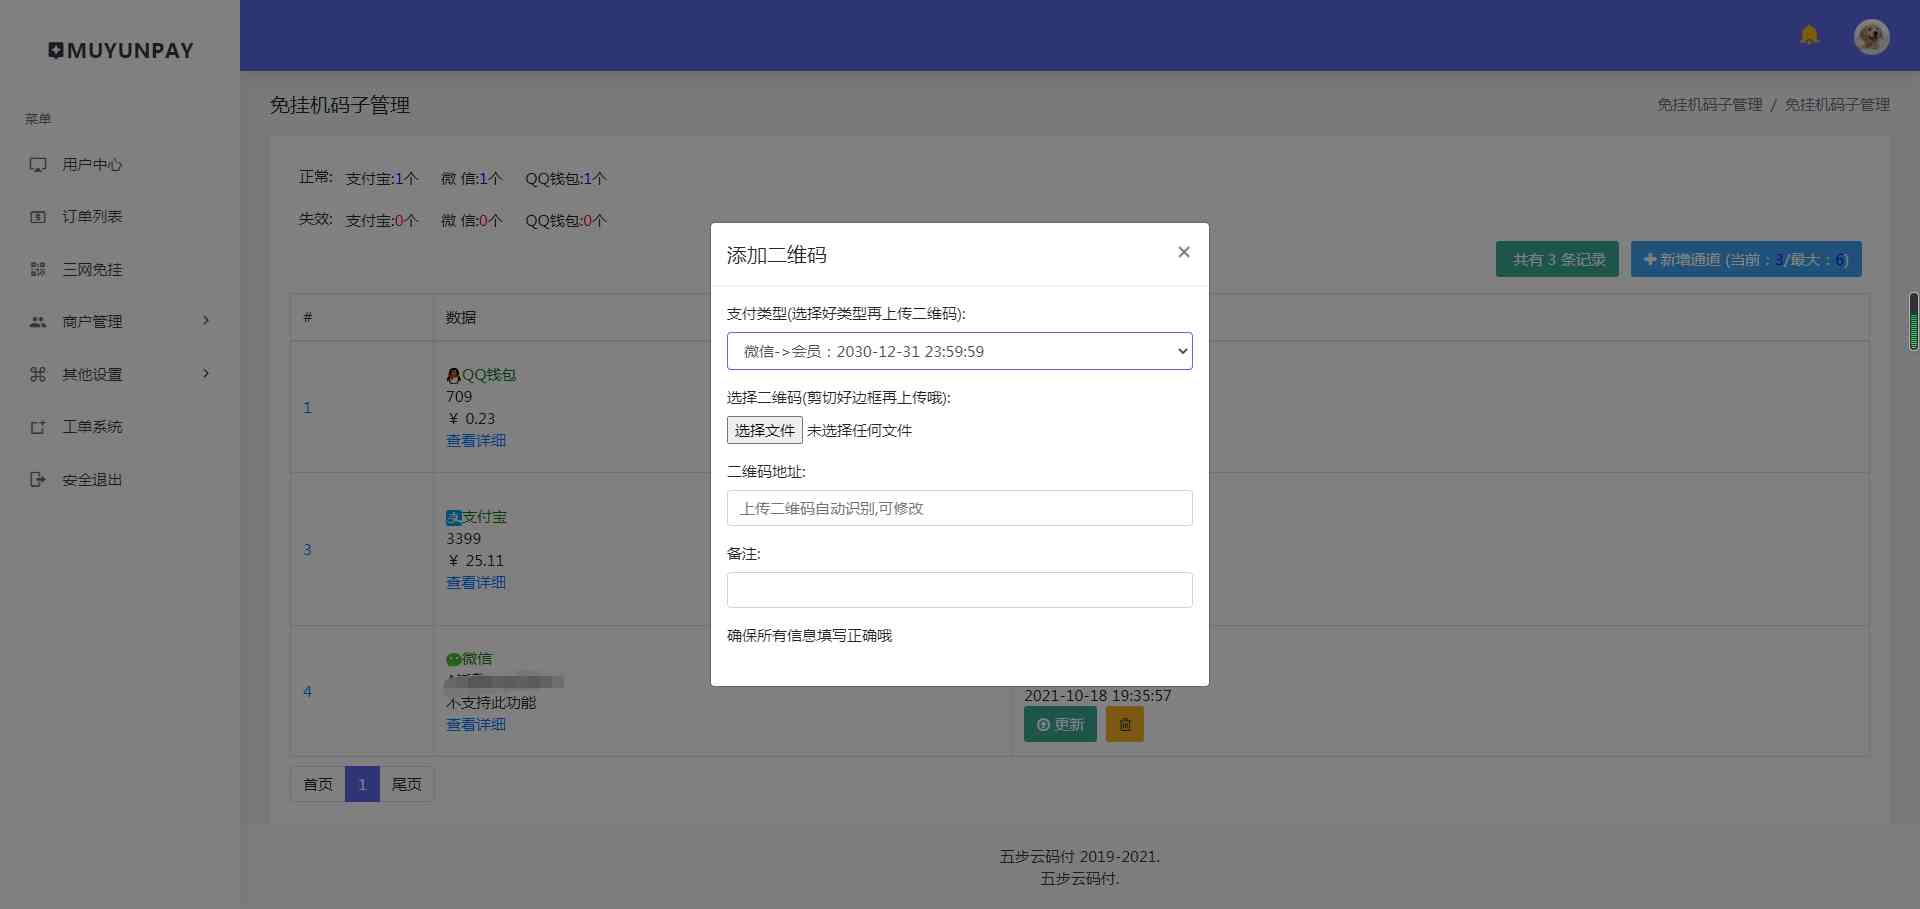 MUYUNPAY
菜单
用户中心
订单列表
三网免挂
商户管理
其他设置
工单系统
安全退出
免挂机码子管理
免挂机码子管理 / 免挂机码子管理
正常: 支付宝:1个 微 信:1个 QQ钱包:1个
失效: 支付宝:0个 微 信:0个 QQ钱包:0个
共有 3 条记录
新增通道 (当前：3/最大：6)
# 数据
1
QQ钱包
709
￥ 0.23
查看详细
3
支付宝
3399
￥ 25.11
查看详细
4
微信
不支持此功能
查看详细
2021-10-18 19:35:57
更新
首页 1 尾页
添加二维码 ×
支付类型(选择好类型再上传二维码):
微信->会员：2030-12-31 23:59:59
选择二维码(剪切好边框再上传哦):
选择文件 未选择任何文件
二维码地址:
上传二维码自动识别,可修改
备注:
确保所有信息填写正确哦
五步云码付 2019-2021.
五步云码付.